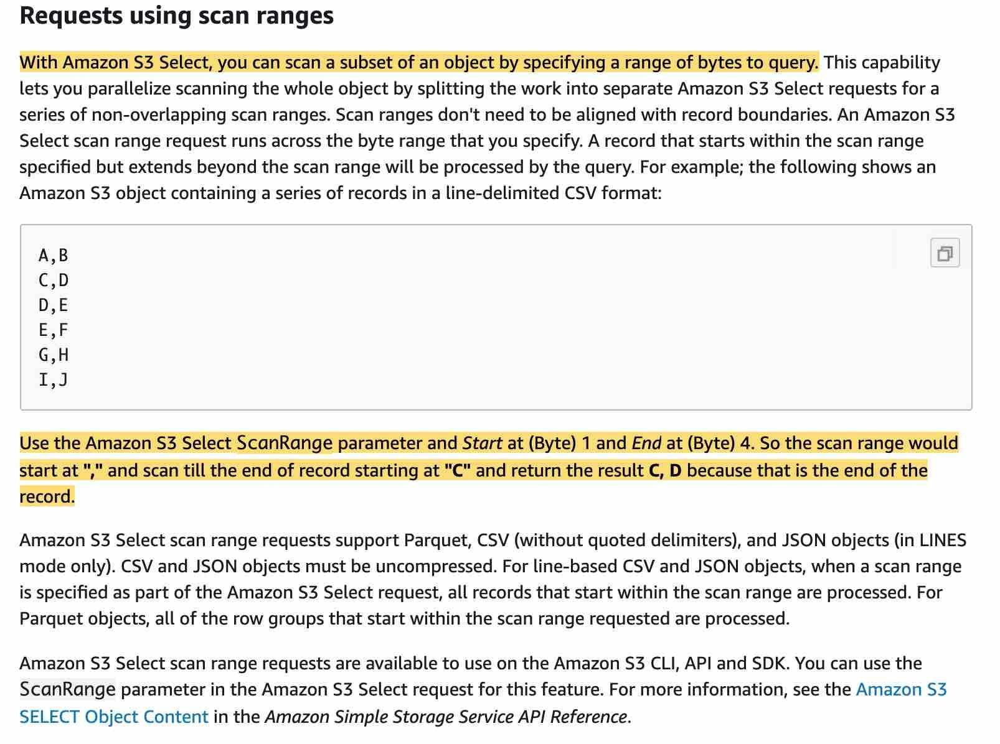 Requests using scan ranges
With Amazon S3 Select, you can scan a subset of an object by specifying a range of bytes to query. This capability
lets you parallelize scanning the whole object by splitting the work into separate Amazon S3 Select requests for a
series of non-overlapping scan ranges. Scan ranges don't need to be aligned with record boundaries. An Amazon S3
Select scan range request runs across the byte range that you specify. A record that starts within the scan range
specified but extends beyond the scan range will be processed by the query. For example; the following shows an
Amazon S3 object containing a series of records in a line-delimited CSV format:
A,B
C,D
D,E
E,F
G,H
I,J
Use the Amazon S3 Select ScanRange parameter and Start at (Byte) 1 and End at (Byte) 4. So the scan range would
start at "," and scan till the end of record starting at "C" and return the result C, D because that is the end of the
record.
Amazon S3 Select scan range requests support Parquet, CSV (without quoted delimiters), and JSON objects (in LINES
mode only). CSV and JSON objects must be uncompressed. For line-based CSV and JSON objects, when a scan range
is specified as part of the Amazon S3 Select request, all records that start within the scan range are processed. For
Parquet objects, all of the row groups that start within the scan range requested are processed.
Amazon S3 Select scan range requests are available to use on the Amazon S3 CLI, API and SDK. You can use the
ScanRange parameter in the Amazon S3 Select request for this feature. For more information, see the Amazon S3
SELECT Object Content in the Amazon Simple Storage Service API Reference.